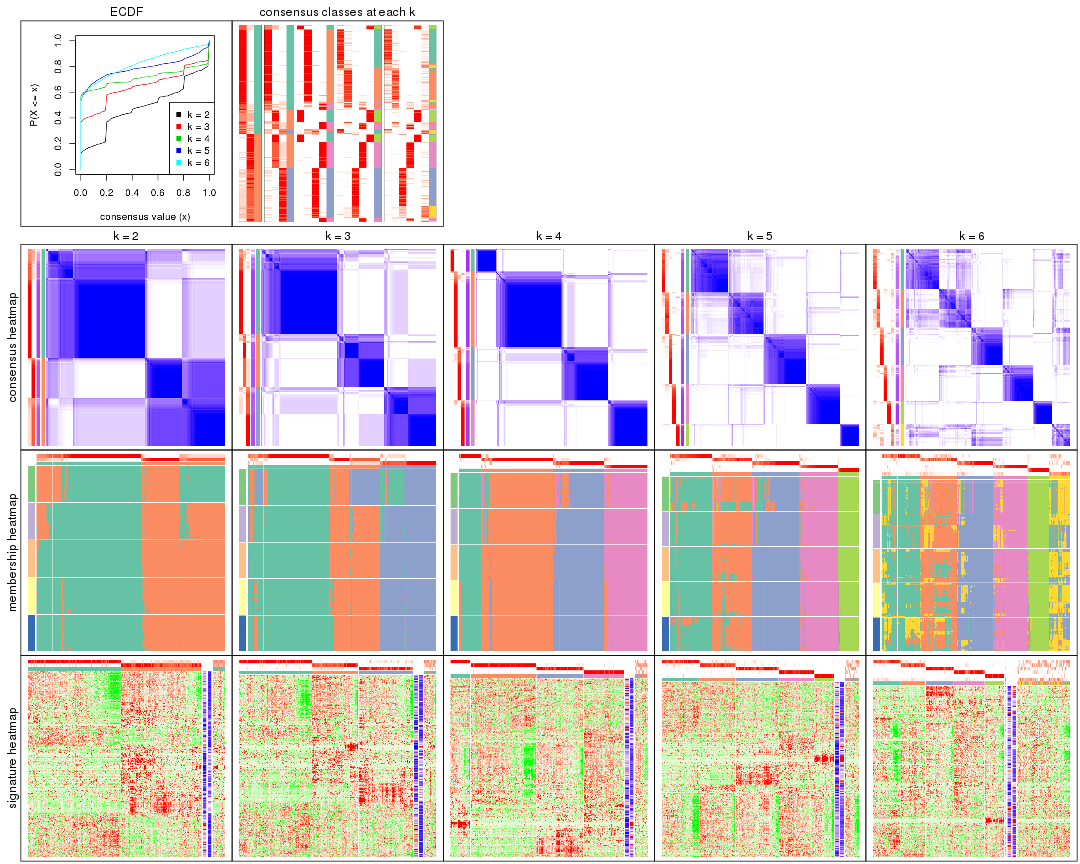 ECDF
consensus classes at each k
P(X <= x)
1.0
0.8
0.6
0.4
0.2
0.0
k = 2
k = 3
k = 4
k = 5
k = 6
0.0 0.2 0.4 0.6 0.8 1.0
consensus value (x)
k = 2
k = 3
k = 4
k = 5
k = 6
consensus heatmap
membership heatmap
signature heatmap